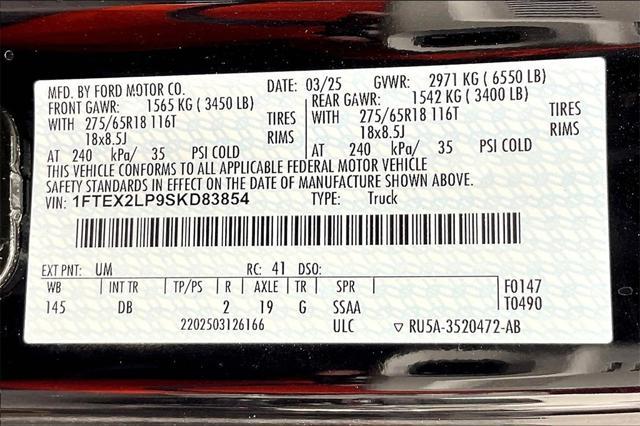 MFD. BY FORD MOTOR CO. DATE: 03/25 GVWR: 2971 KG ( 6550 LB)
FRONT GAWR: 1565 KG ( 3450 LB) REAR GAWR: 1542 KG ( 3400 LB)
WITH 275/65R18 116T TIRES WITH 275/65R18 116T TIRES
18x8.5J RIMS 18x8.5J RIMS
AT 240 kPa/ 35 PSI COLD AT 240 kPa/ 35 PSI COLD
THIS VEHICLE CONFORMS TO ALL APPLICABLE FEDERAL MOTOR VEHICLE
SAFETY STANDARDS IN EFFECT ON THE DATE OF MANUFACTURE SHOWN ABOVE.
VIN: 1FTEX2LP9SKD83854 TYPE: Truck
EXT PNT: UM RC: 41 DSO:
WB INT TR TP/PS R AXLE TR SPR F0147
145 DB 2 19 G SSAA T0490
2202503126166 ULC ▽ RU5A-3520472-AB